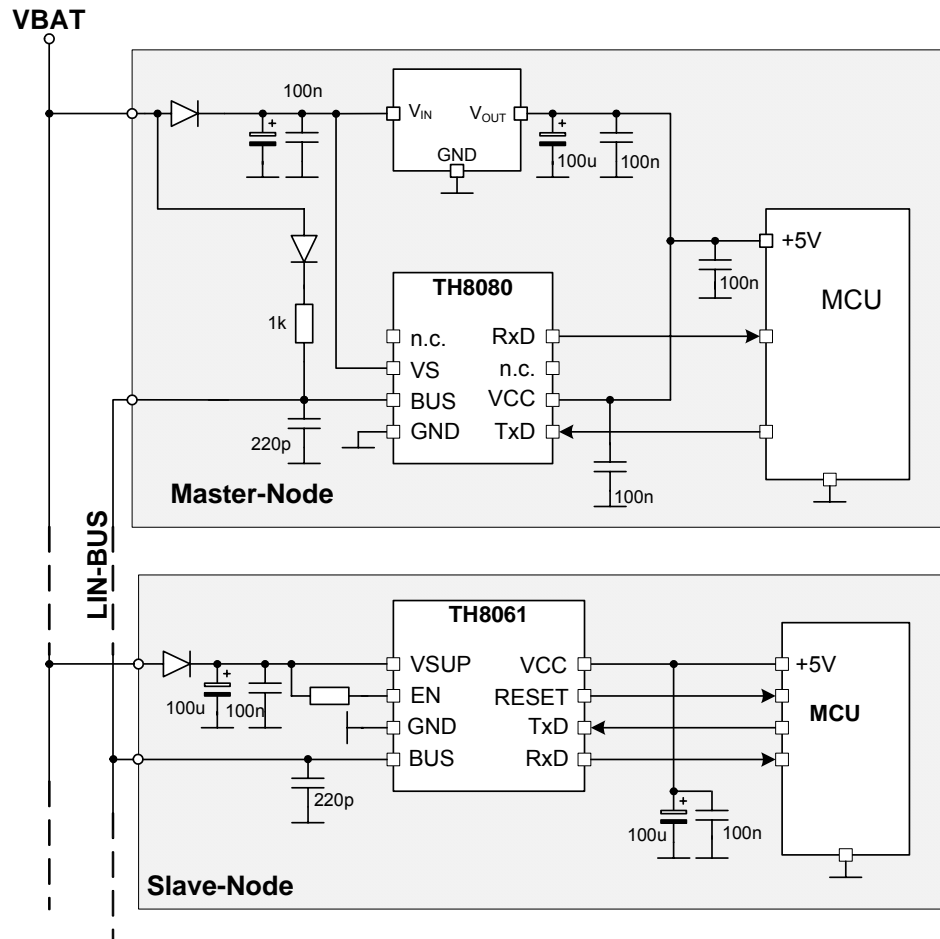 VBAT
100n
VIN
VOUT
GND
+
+
100u
100n
+5V
100n
MCU
TH8080
1k
n.c.
RxD
VS
n.c.
BUS
VCC
GND
TxD
220p
100n
Master-Node
LIN-BUS
TH8061
VSUP
VCC
+5V
EN
RESET
MCU
GND
TxD
BUS
RxD
+
100u
100n
220p
+
100u
100n
Slave-Node